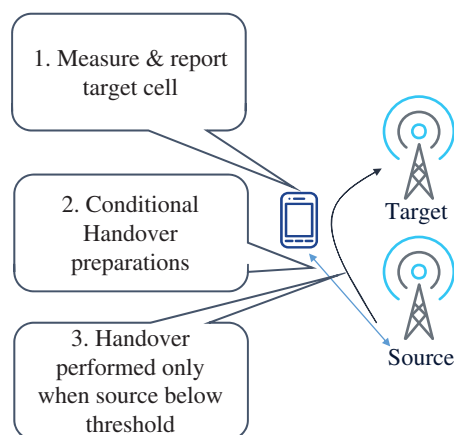 1. Measure & report
target cell
2. Conditional
Handover
preparations
3. Handover
performed only
when source below
threshold
Target
Source